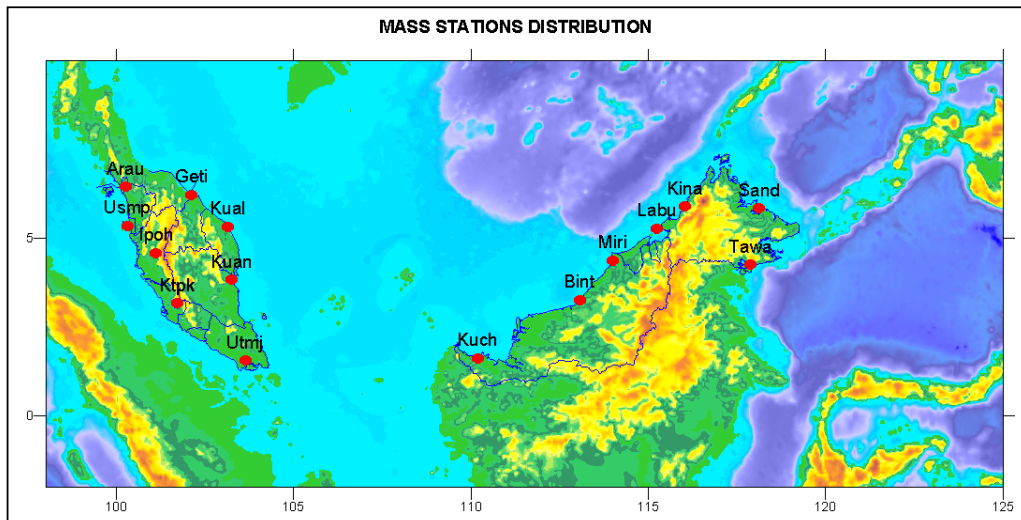 MASS STATIONS DISTRIBUTION
Arau
Geti
Usmp
Kual
Ipoh
Kuan
Ktpk
Utmj
Kina
Sand
Labu
Miri
Tawa
Bint
Kuch
5
0
100
105
110
115
120
125